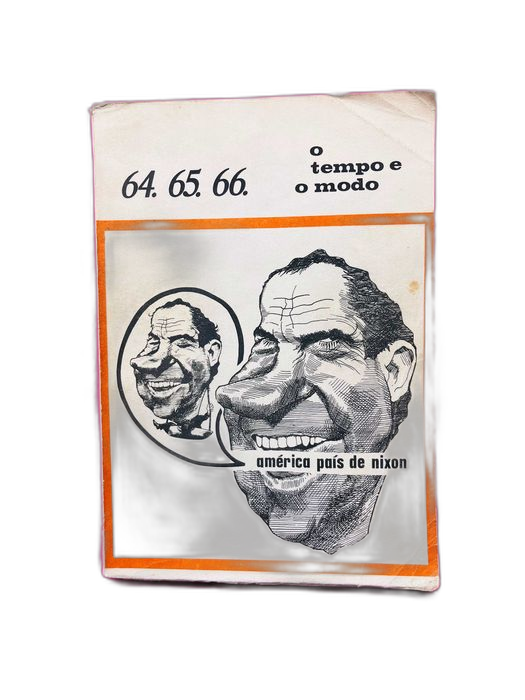 64. 65. 66.
o
tempo e
o modo
américa país de nixon